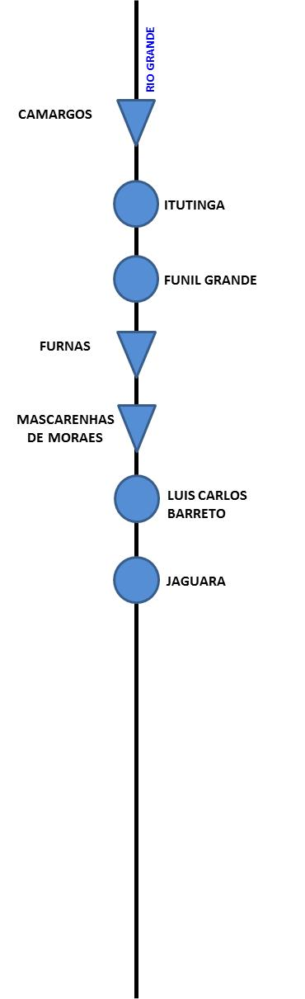 RIO GRANDE
CAMARGOS
ITUTINGA
FUNIL GRANDE
FURNAS
MASCARENHAS
DE MORAES
LUIS CARLOS
BARRETO
JAGUARA